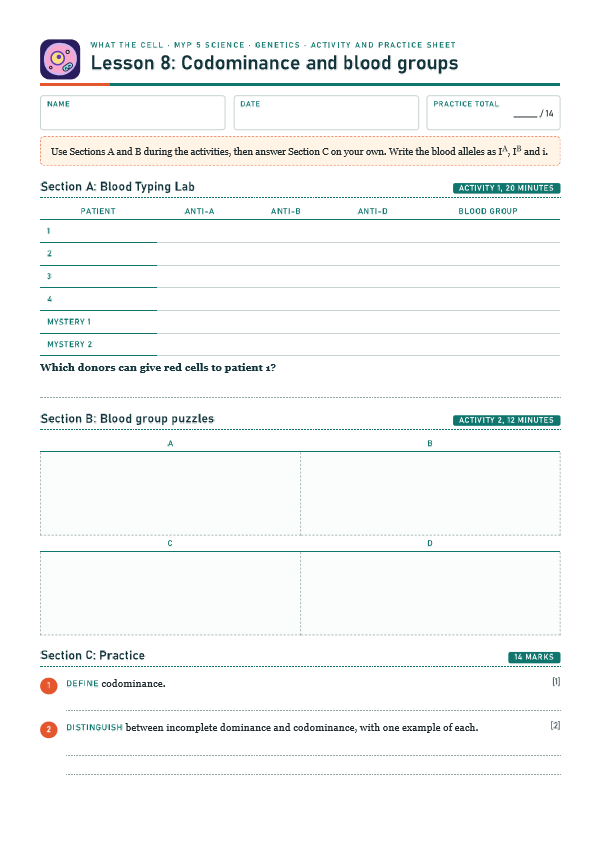 WHAT THE CELL · MYP 5 SCIENCE · GENETICS · ACTIVITY AND PRACTICE SHEET
Lesson 8: Codominance and blood groups
NAME
DATE
PRACTICE TOTAL
_____ / 14
Use Sections A and B during the activities, then answer Section C on your own. Write the blood alleles as Iᴬ, Iᴮ and i.
Section A: Blood Typing Lab
ACTIVITY 1, 20 MINUTES
PATIENT ANTI-A ANTI-B ANTI-D BLOOD GROUP
1
2
3
4
MYSTERY 1
MYSTERY 2
Which donors can give red cells to patient 1?
Section B: Blood group puzzles
ACTIVITY 2, 12 MINUTES
A B
C D
Section C: Practice
14 MARKS
1 DEFINE codominance. [1]
2 DISTINGUISH between incomplete dominance and codominance, with one example of each. [2]